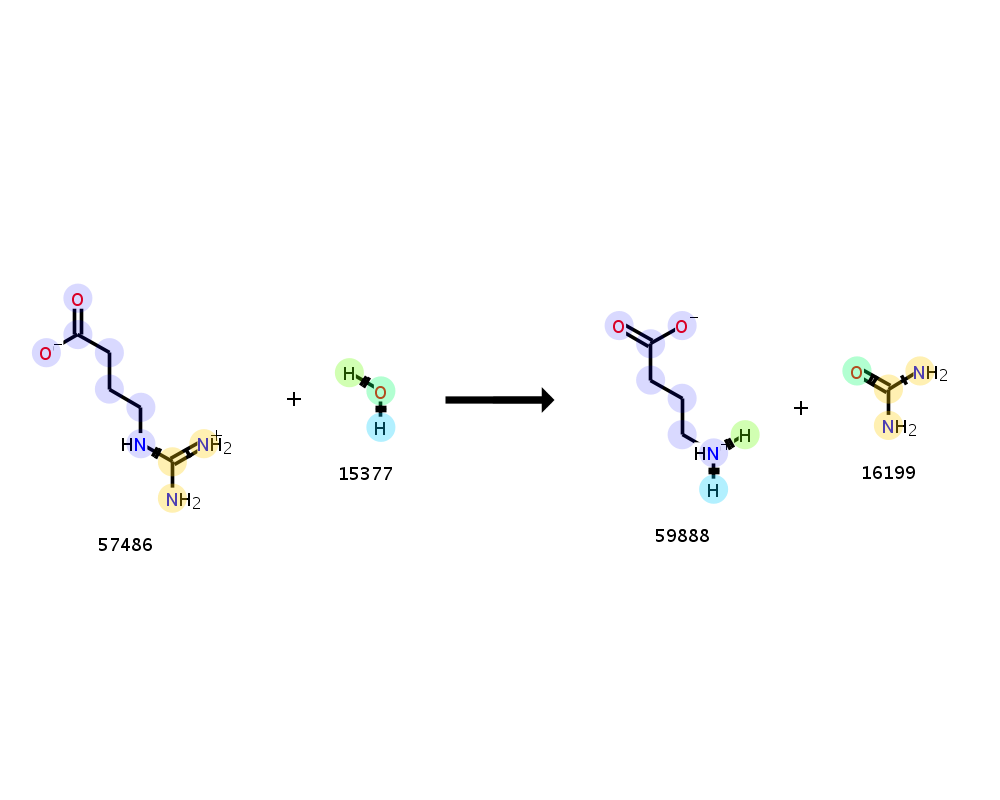 O
O−
HN
NH2+
NH2
57486
+
H
O
H
15377
+
O
O−
HN+
H
H
59888
O
NH2
NH2
16199